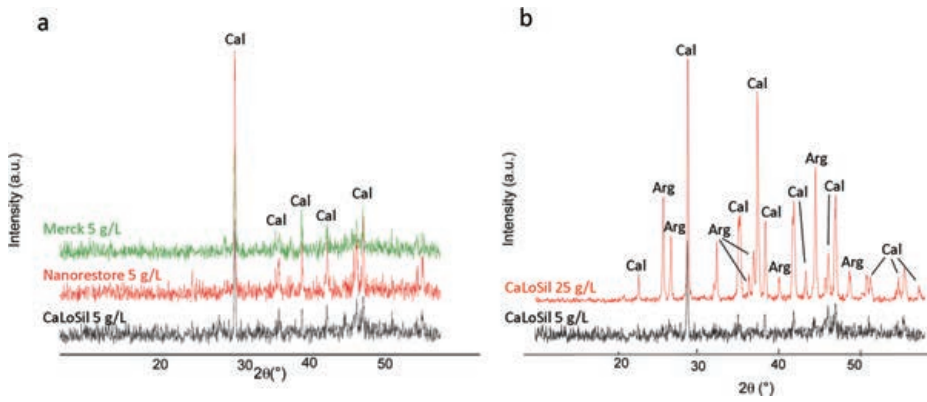 a
Cal
Intensity (a.u.)
Cal
Cal
Cal
Cal
Merck 5 g/L
Nanorestore 5 g/L
CaLoSil 5 g/L
20
30
40
50
2θ(°)
b
Cal
Cal
Intensity (a.u.)
Arg
Arg
Cal
Arg
Cal
Cal
Cal
Arg
Cal
Arg
Arg
Cal
CaLoSil 25 g/L
CaLoSil 5 g/L
20
30
40
50
2θ (°)